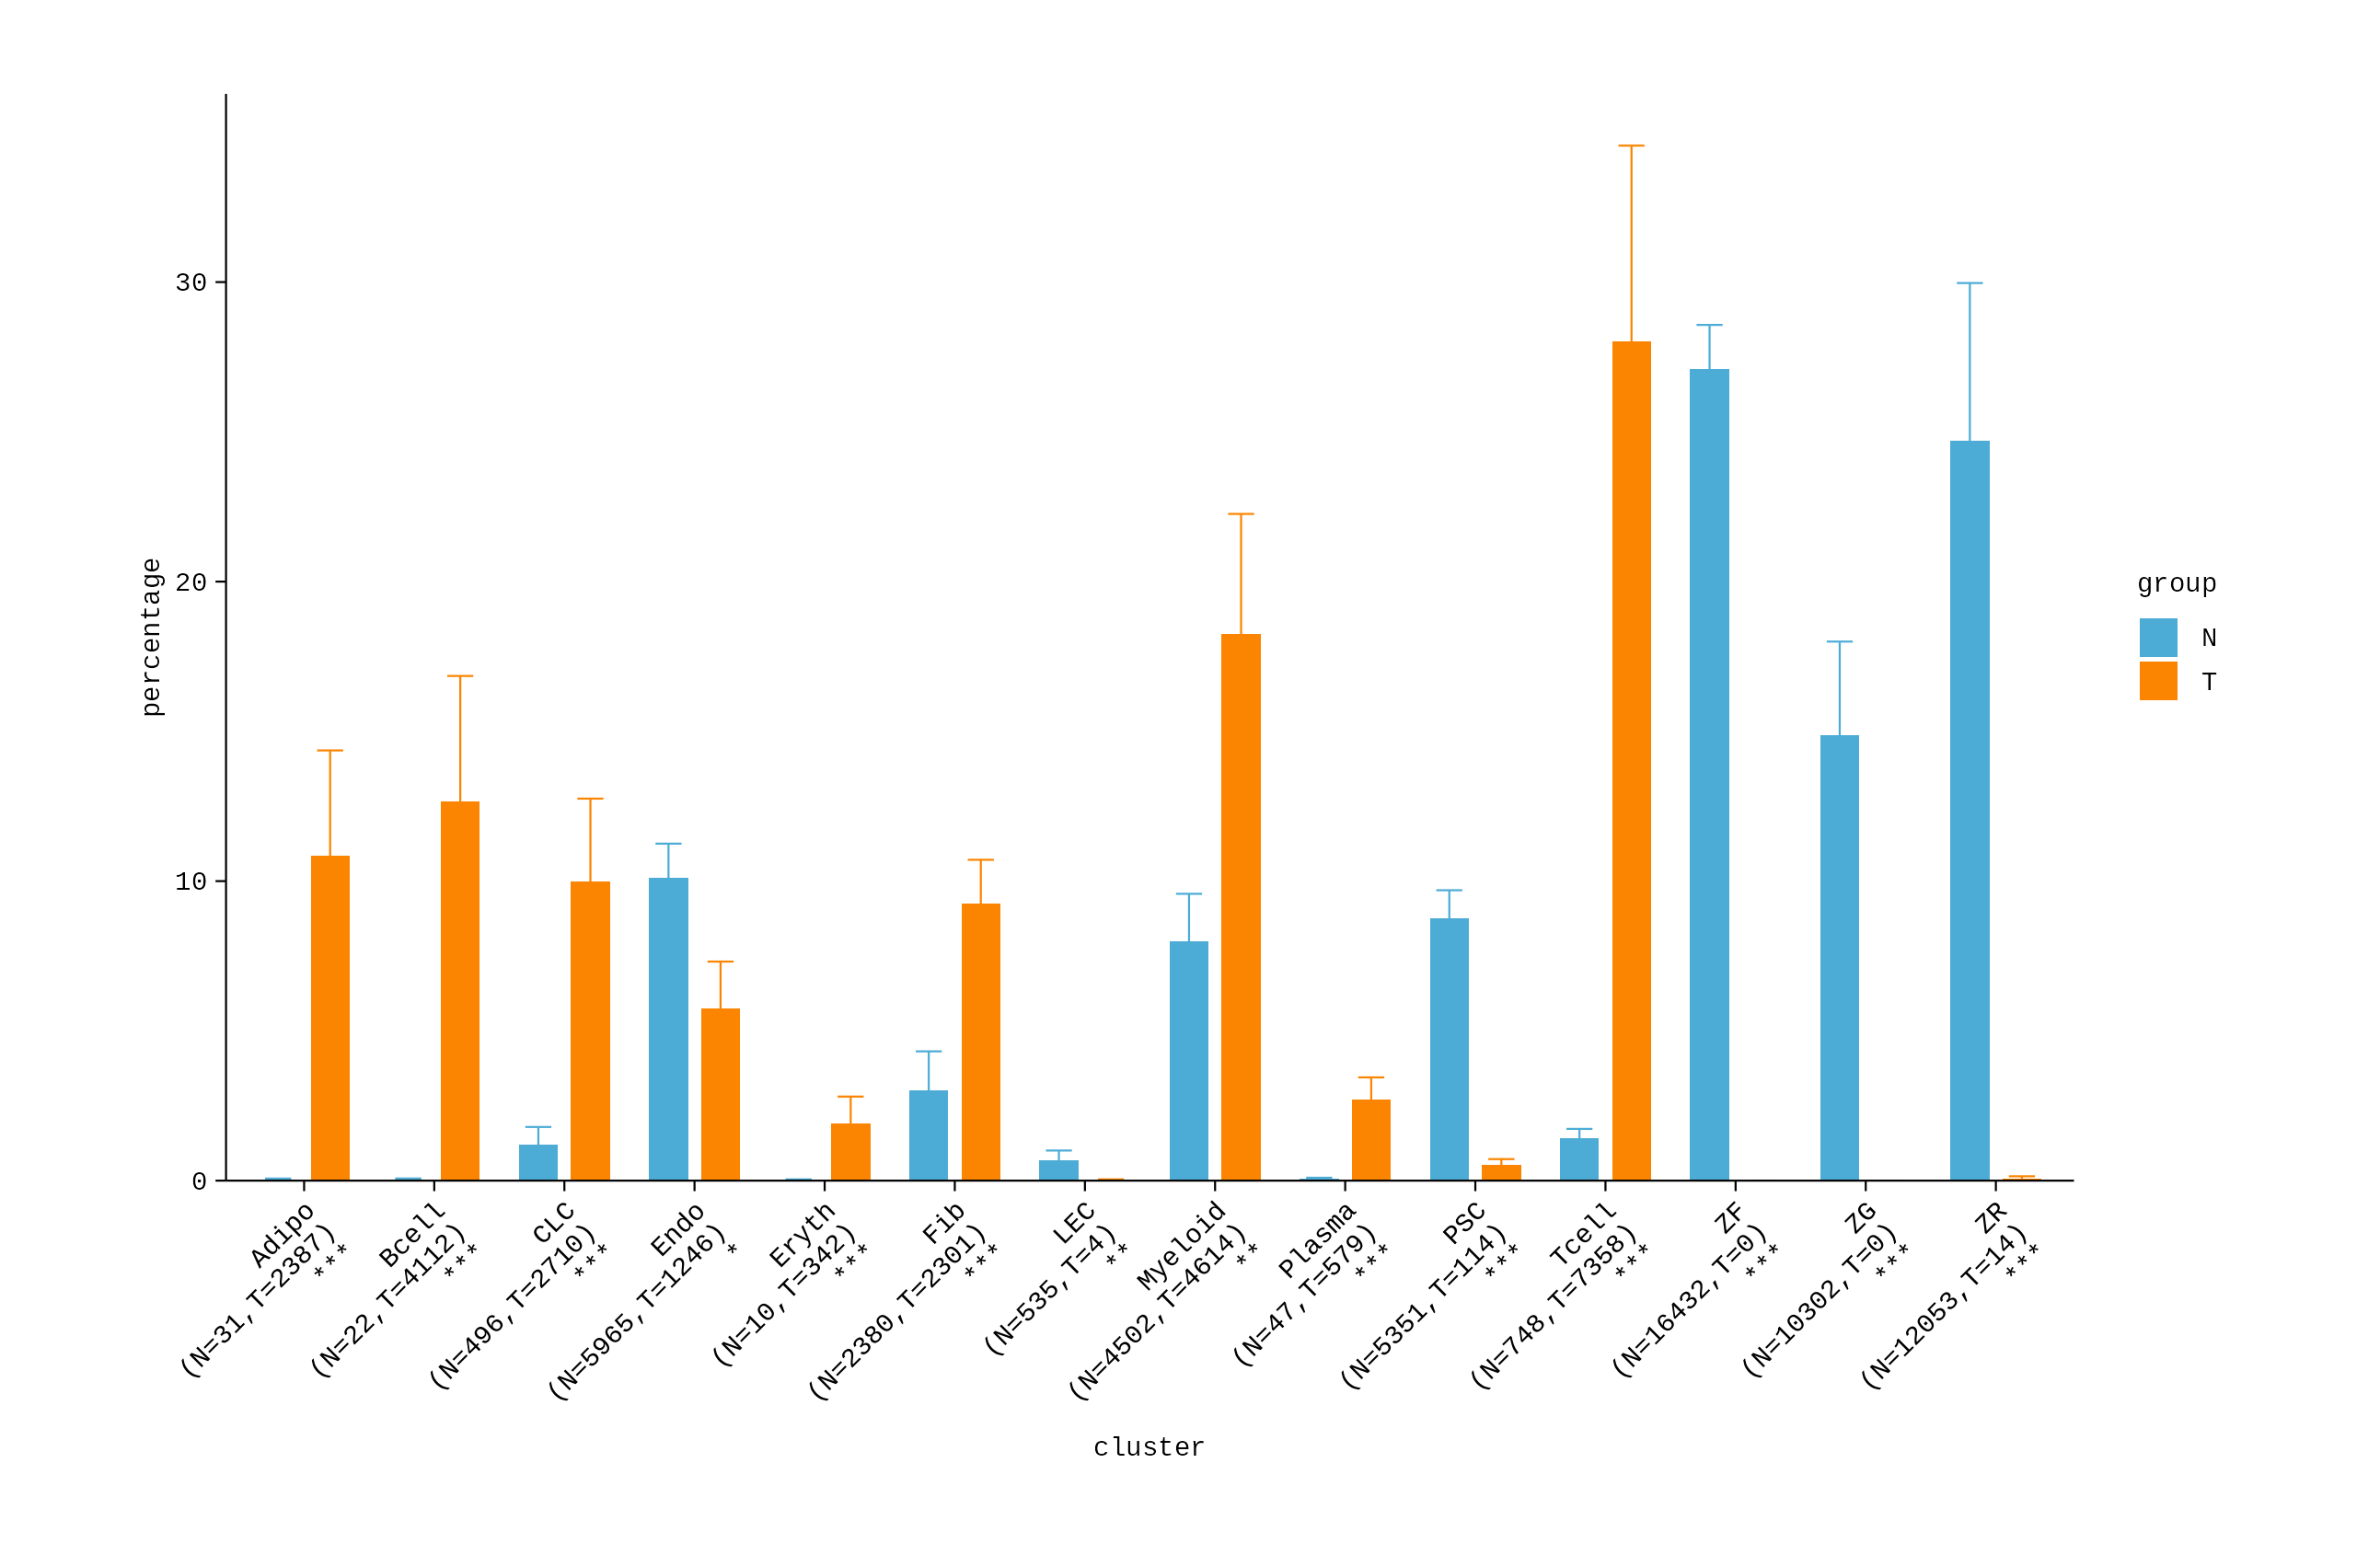 percentage
30
20
10
0
Adipo
(N=31,T=2387)
***
Bcell
(N=22,T=4112)
***
CLC
(N=496,T=2710)
***
Endo
(N=5965,T=1246)
*
Eryth
(N=10,T=342)
***
Fib
(N=2380,T=2301)
***
LEC
(N=535,T=4)
**
Myeloid
(N=4502,T=4614)
**
Plasma
(N=47,T=579)
***
PSC
(N=5351,T=114)
***
Tcell
(N=748,T=7358)
***
ZF
(N=16432,T=0)
***
ZG
(N=10302,T=0)
***
ZR
(N=12053,T=14)
***
cluster
group
N
T